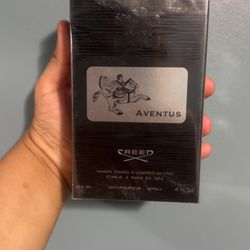 AVENTUS
CREED
MAISON FONDÉE A LONDRES EN 1760
ÉTABLIE A PARIS EN 1854
VAPORISATEUR SPRAY